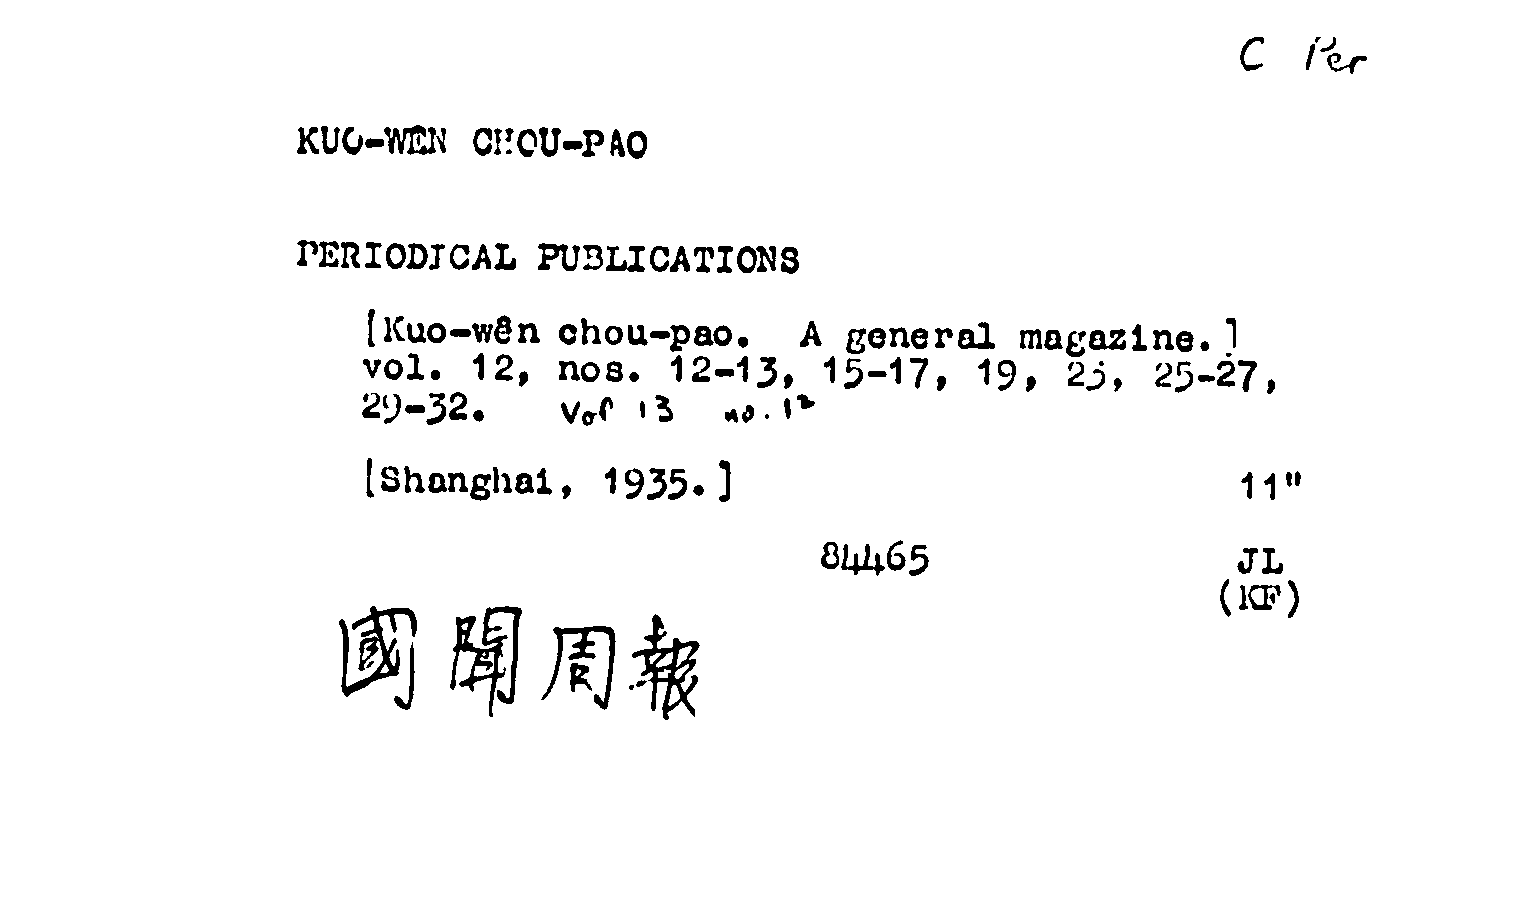 C Per
KUO-WÊN CHOU-PAO
PERIODICAL PUBLICATIONS
[Kuo-wên chou-pao. A general magazine.]
vol. 12, nos. 12-13, 15-17, 19, 23, 25-27,
29-32. Vol 13 no. 12
[Shanghai, 1935.] 11"
84465 JL
(KF)
國聞周報